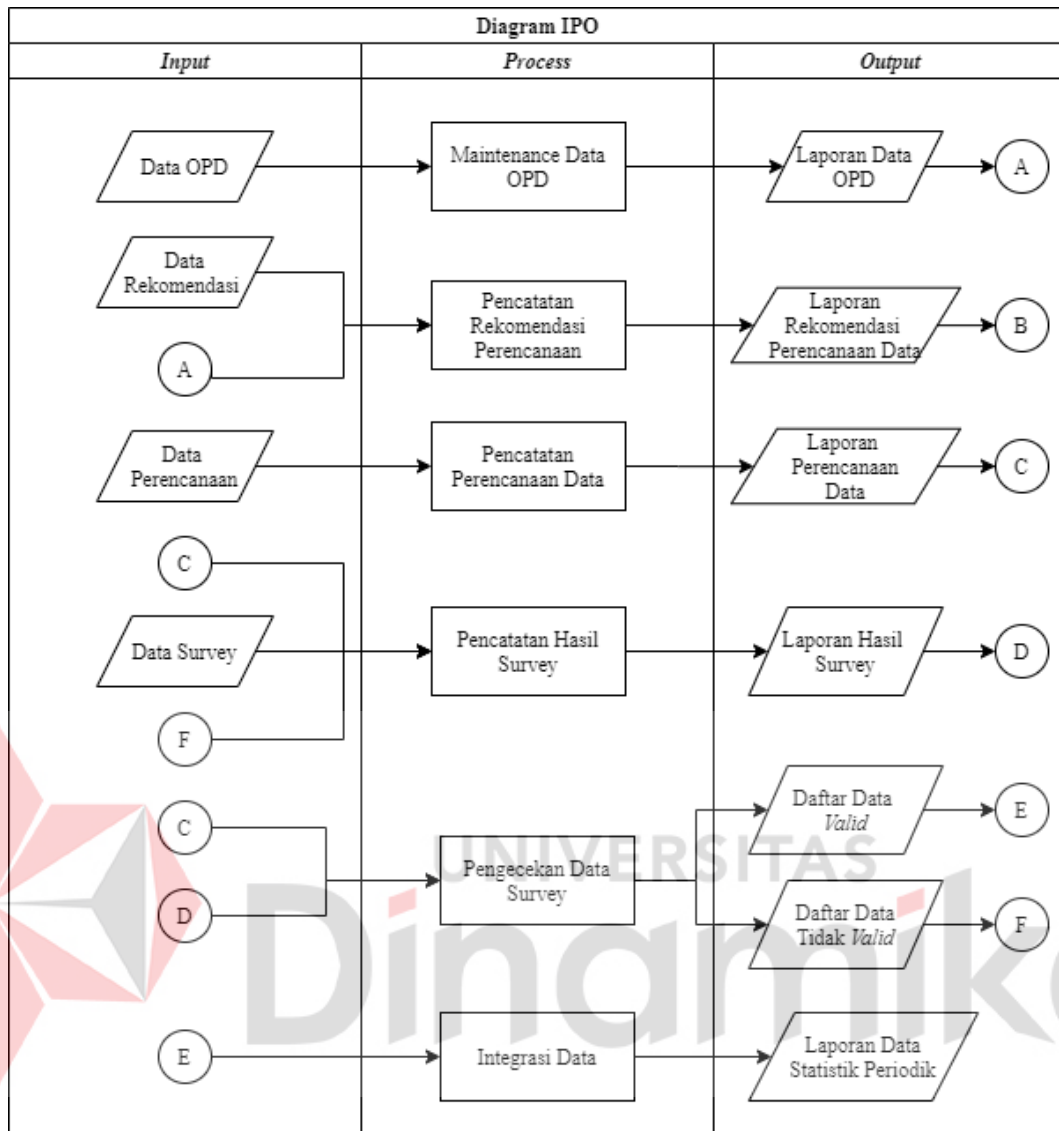 Diagram IPO
Input
Process
Output
Data OPD
Maintenance Data
OPD
Laporan Data
OPD
A
Data
Rekomendasi
A
Pencatatan
Rekomendasi
Perencanaan
Laporan
Rekomendasi
Perencanaan Data
B
Data
Perencanaan
Pencatatan
Perencanaan Data
Laporan
Perencanaan
Data
C
C
Data Survey
F
Pencatatan Hasil
Survey
Laporan Hasil
Survey
D
C
D
Pengecekan Data
Survey
Daftar Data
Valid
E
Daftar Data
Tidak Valid
F
E
Integrasi Data
Laporan Data
Statistik Periodik
UNIVERSITAS
Dinamika